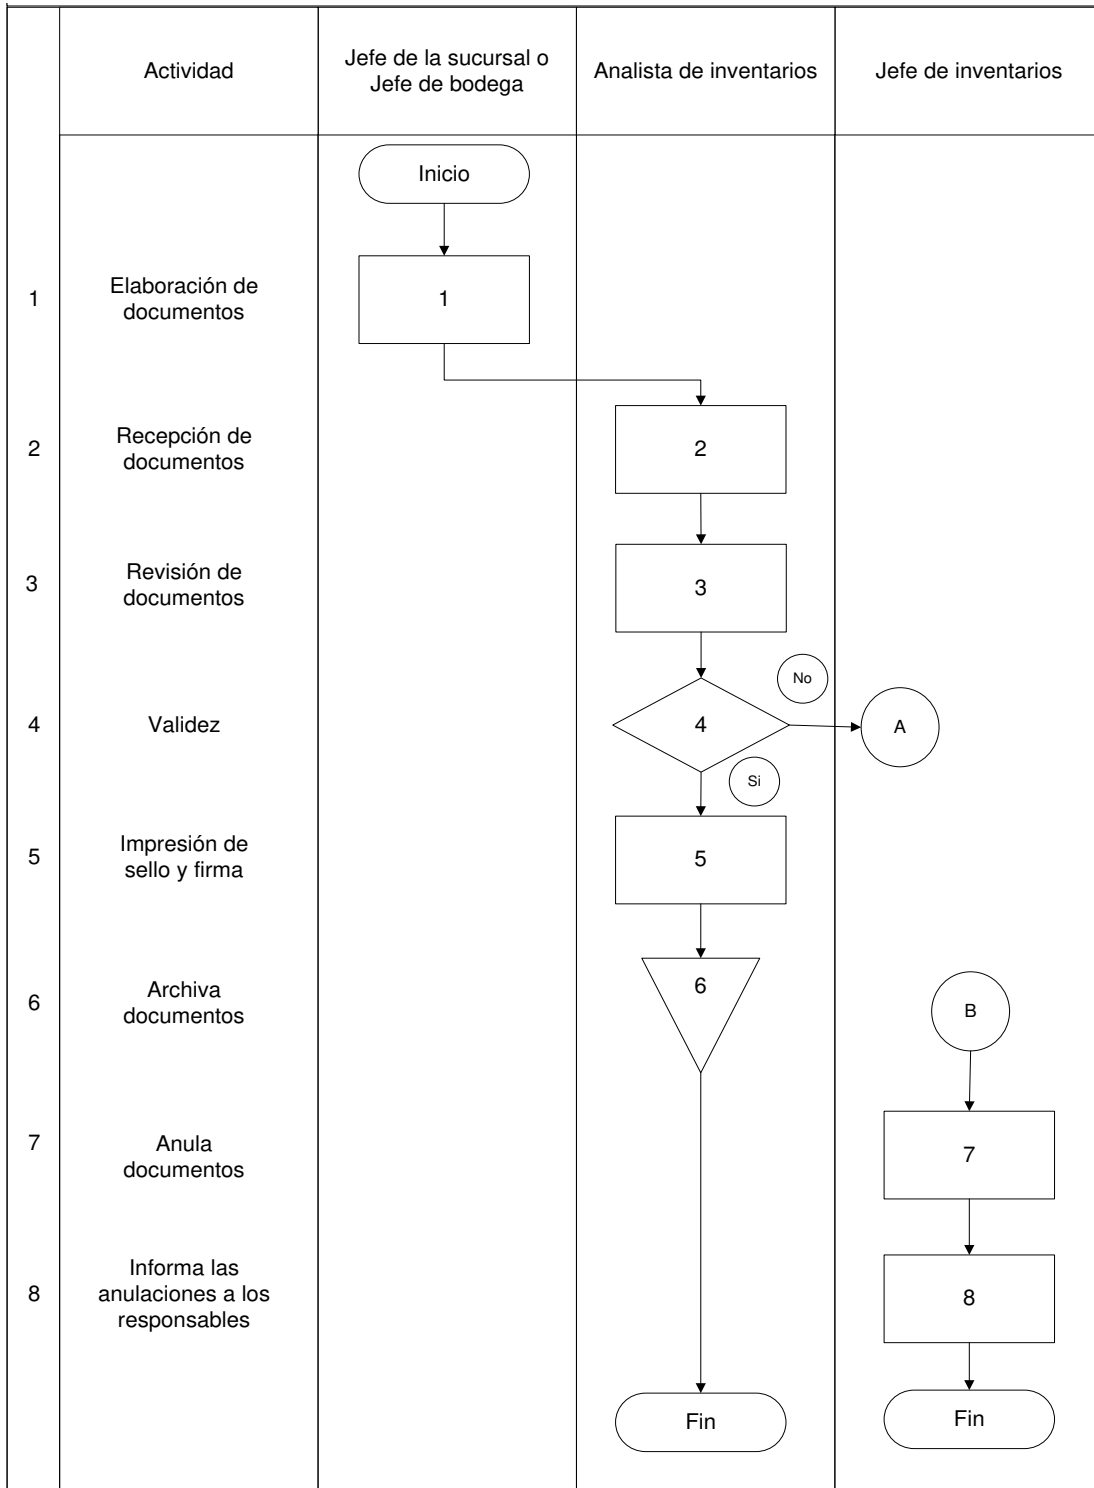 Actividad
Jefe de la sucursal o
Jefe de bodega
Analista de inventarios
Jefe de inventarios
Inicio
1
Elaboración de
documentos
1
2
Recepción de
documentos
2
3
Revisión de
documentos
3
No
4
Validez
4
A
Si
5
Impresión de
sello y firma
5
6
Archiva
documentos
6
B
7
Anula
documentos
7
8
Informa las
anulaciones a los
responsables
8
Fin
Fin